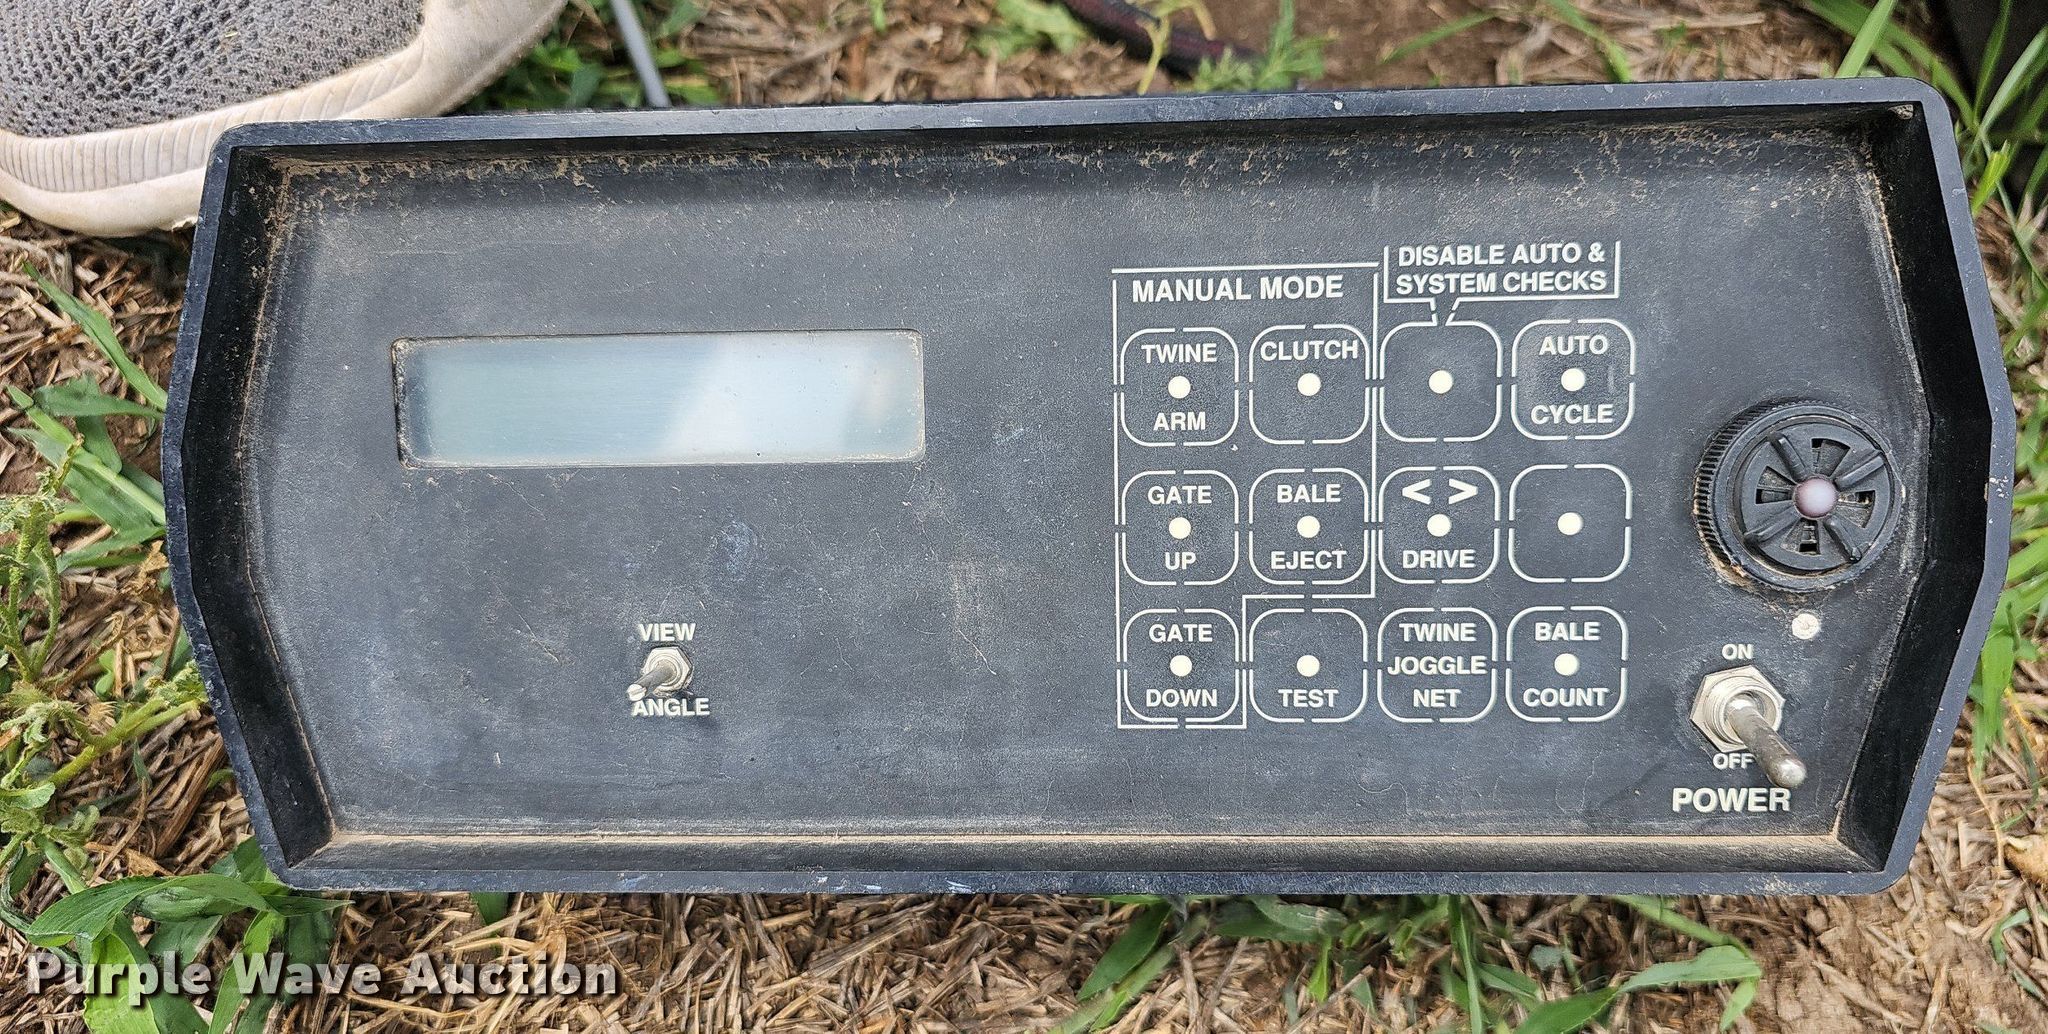 DISABLE AUTO &
SYSTEM CHECKS
MANUAL MODE
TWINE
ARM
CLUTCH
AUTO
CYCLE
GATE
UP
BALE
EJECT
< >
DRIVE
GATE
DOWN
TEST
TWINE
JOGGLE
NET
BALE
COUNT
VIEW
ANGLE
ON
OFF
POWER
Purple Wave Auction